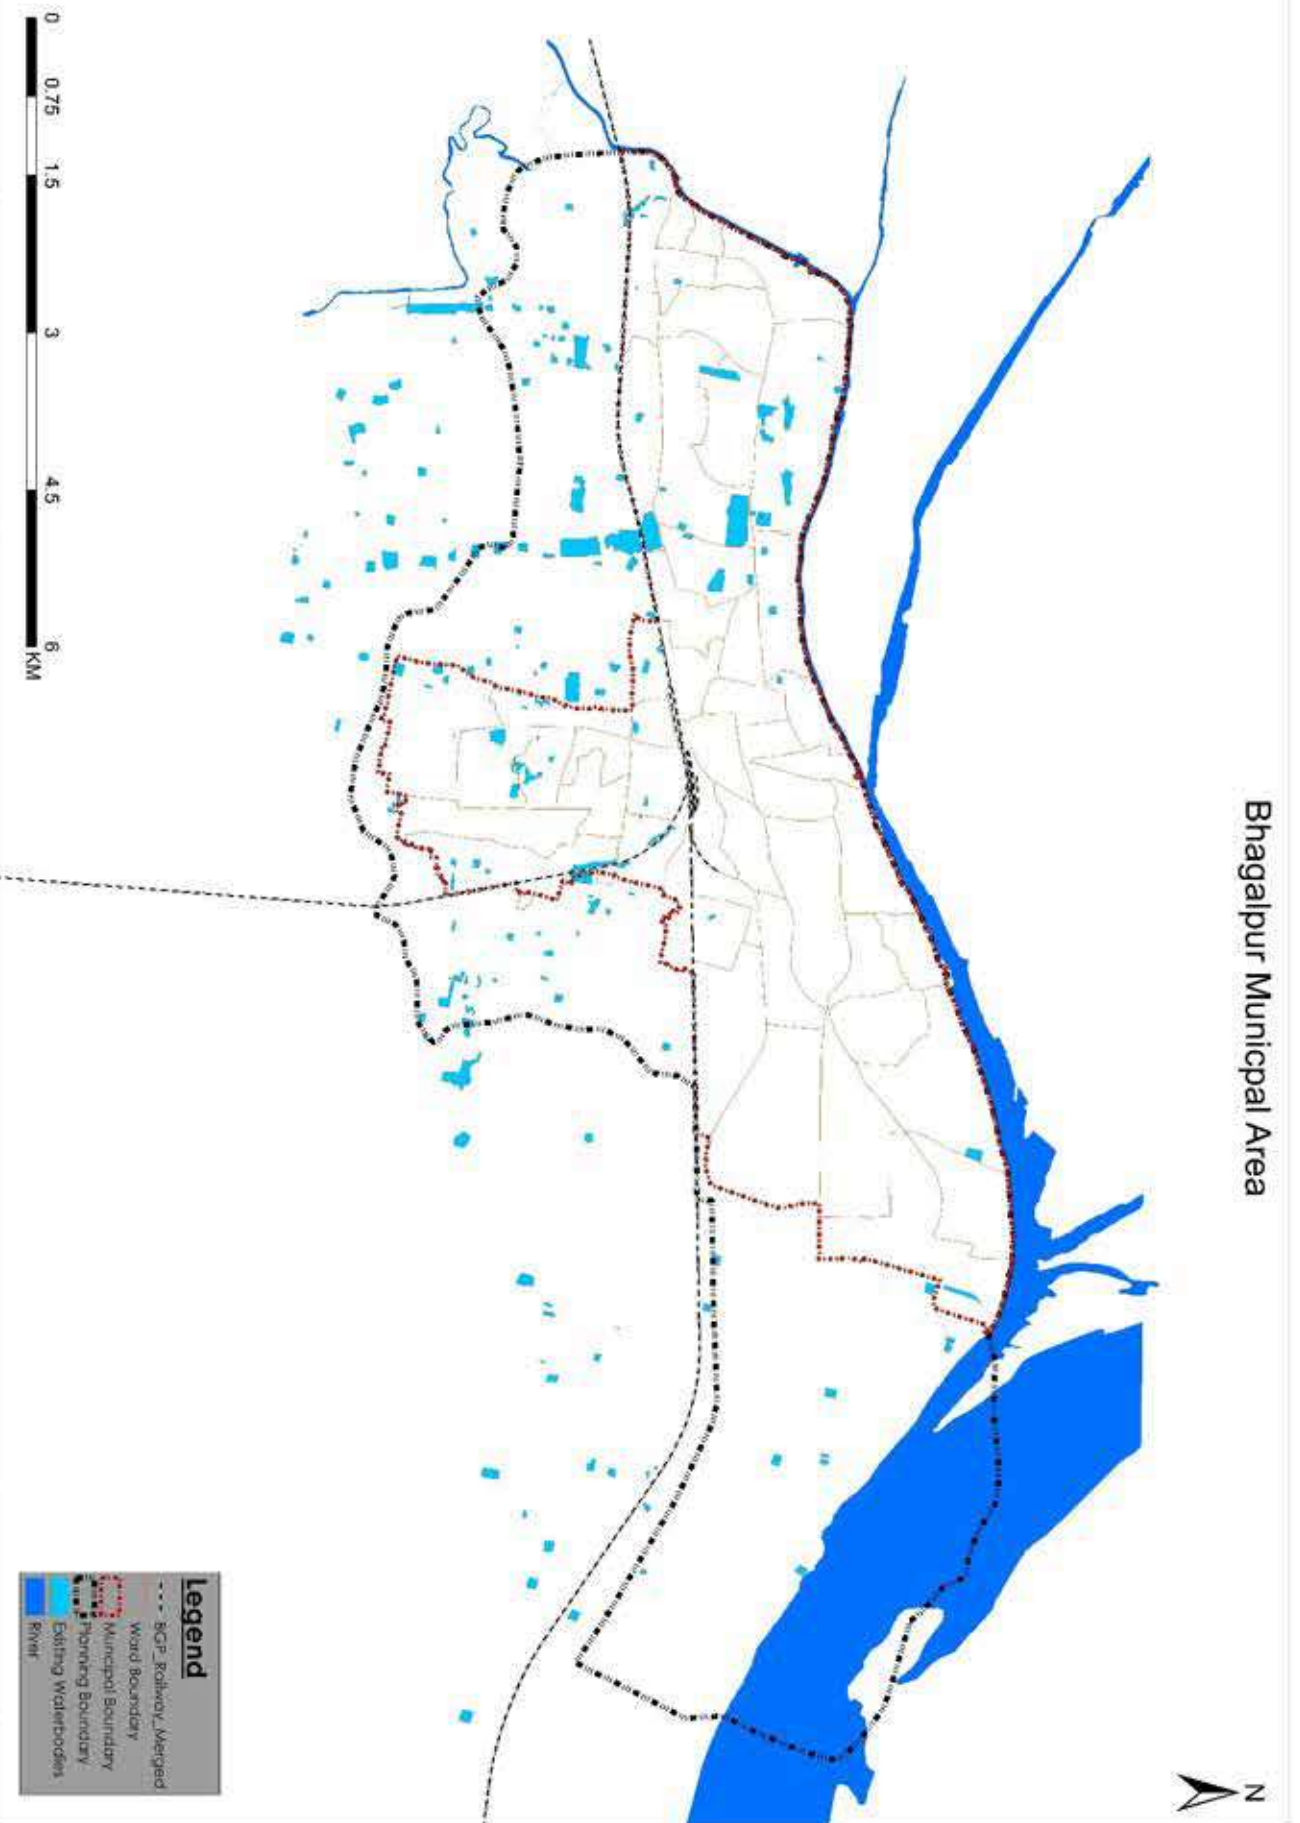 Bhagalpur Municpal Area
N
0 0.75 1.5 3 4.5 6
KM
Legend
BGP_Railway_Merged
Ward Boundary
Muncipal Boundary
Planning Boundary
Existing Waterbodies
River